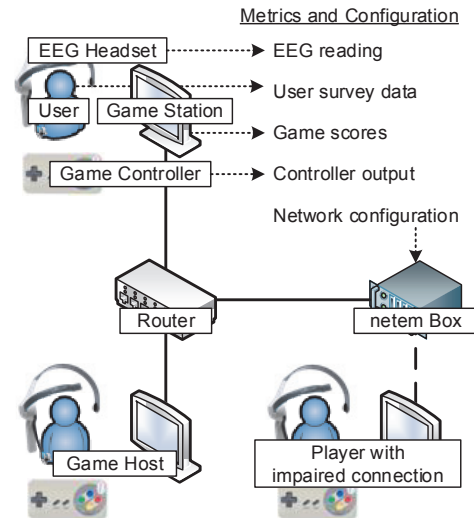 Metrics and Configuration
EEG Headset
EEG reading
User
Game Station
User survey data
Game scores
Game Controller
Controller output
Network configuration
Router
netem Box
Game Host
Player with
impaired connection